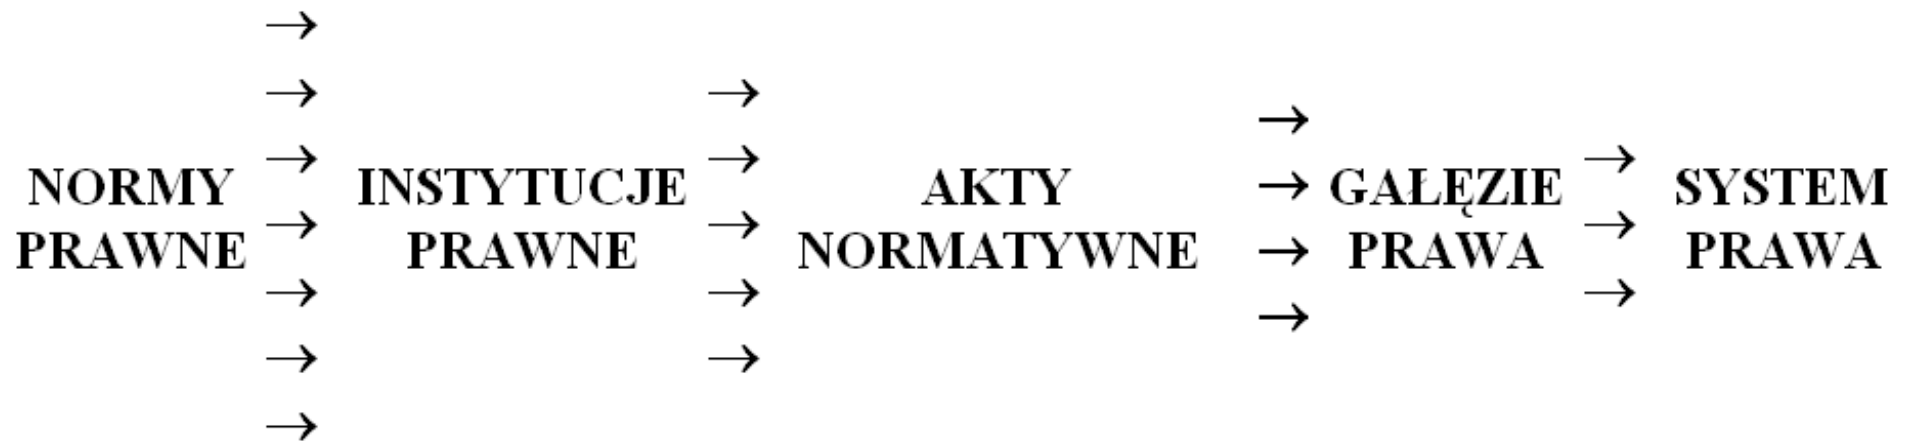 NORMY PRAWNE
INSTYTUCJE PRAWNE
AKTY NORMATYWNE
GAŁĘZIE PRAWA
SYSTEM PRAWA